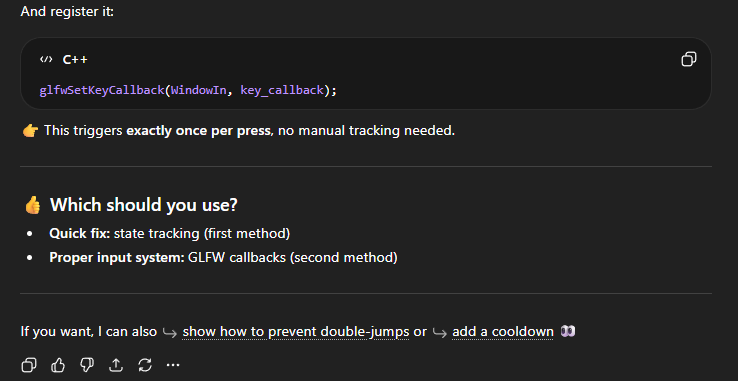 And register it:
C++
glfwSetKeyCallback(WindowIn, key_callback);
👉 This triggers exactly once per press, no manual tracking needed.
👍 Which should you use?
• Quick fix: state tracking (first method)
• Proper input system: GLFW callbacks (second method)
If you want, I can also ↪ show how to prevent double-jumps or ↪ add a cooldown 👀